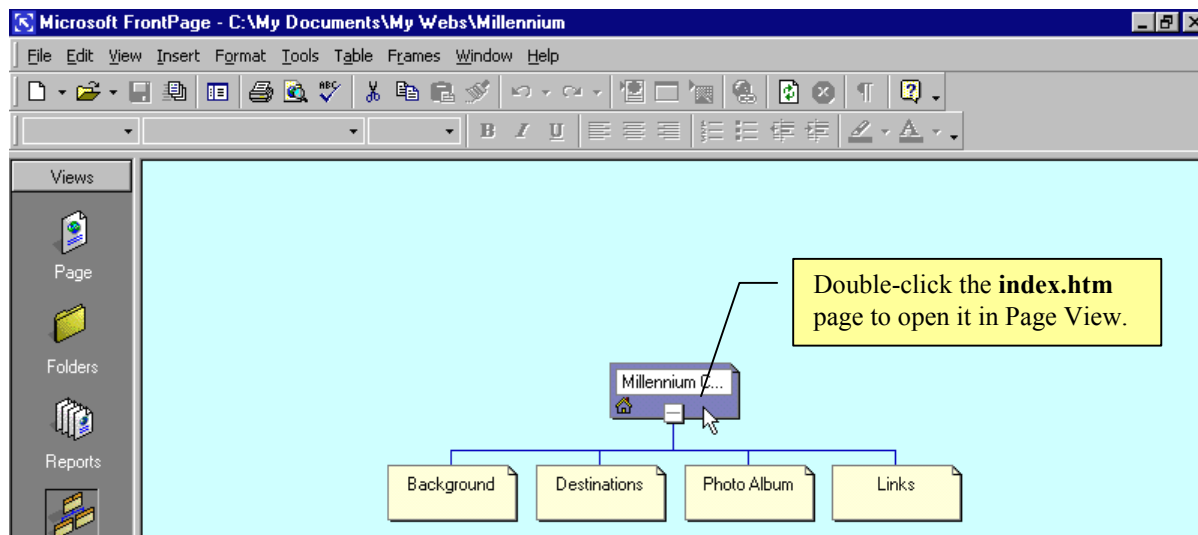 Microsoft FrontPage - C:\My Documents\My Webs\Millennium
File Edit View Insert Format Tools Table Frames Window Help
ABC
B I U A
Views
Page
Folders
Reports
Double-click the index.htm
page to open it in Page View.
Millennium C...
Background Destinations Photo Album Links